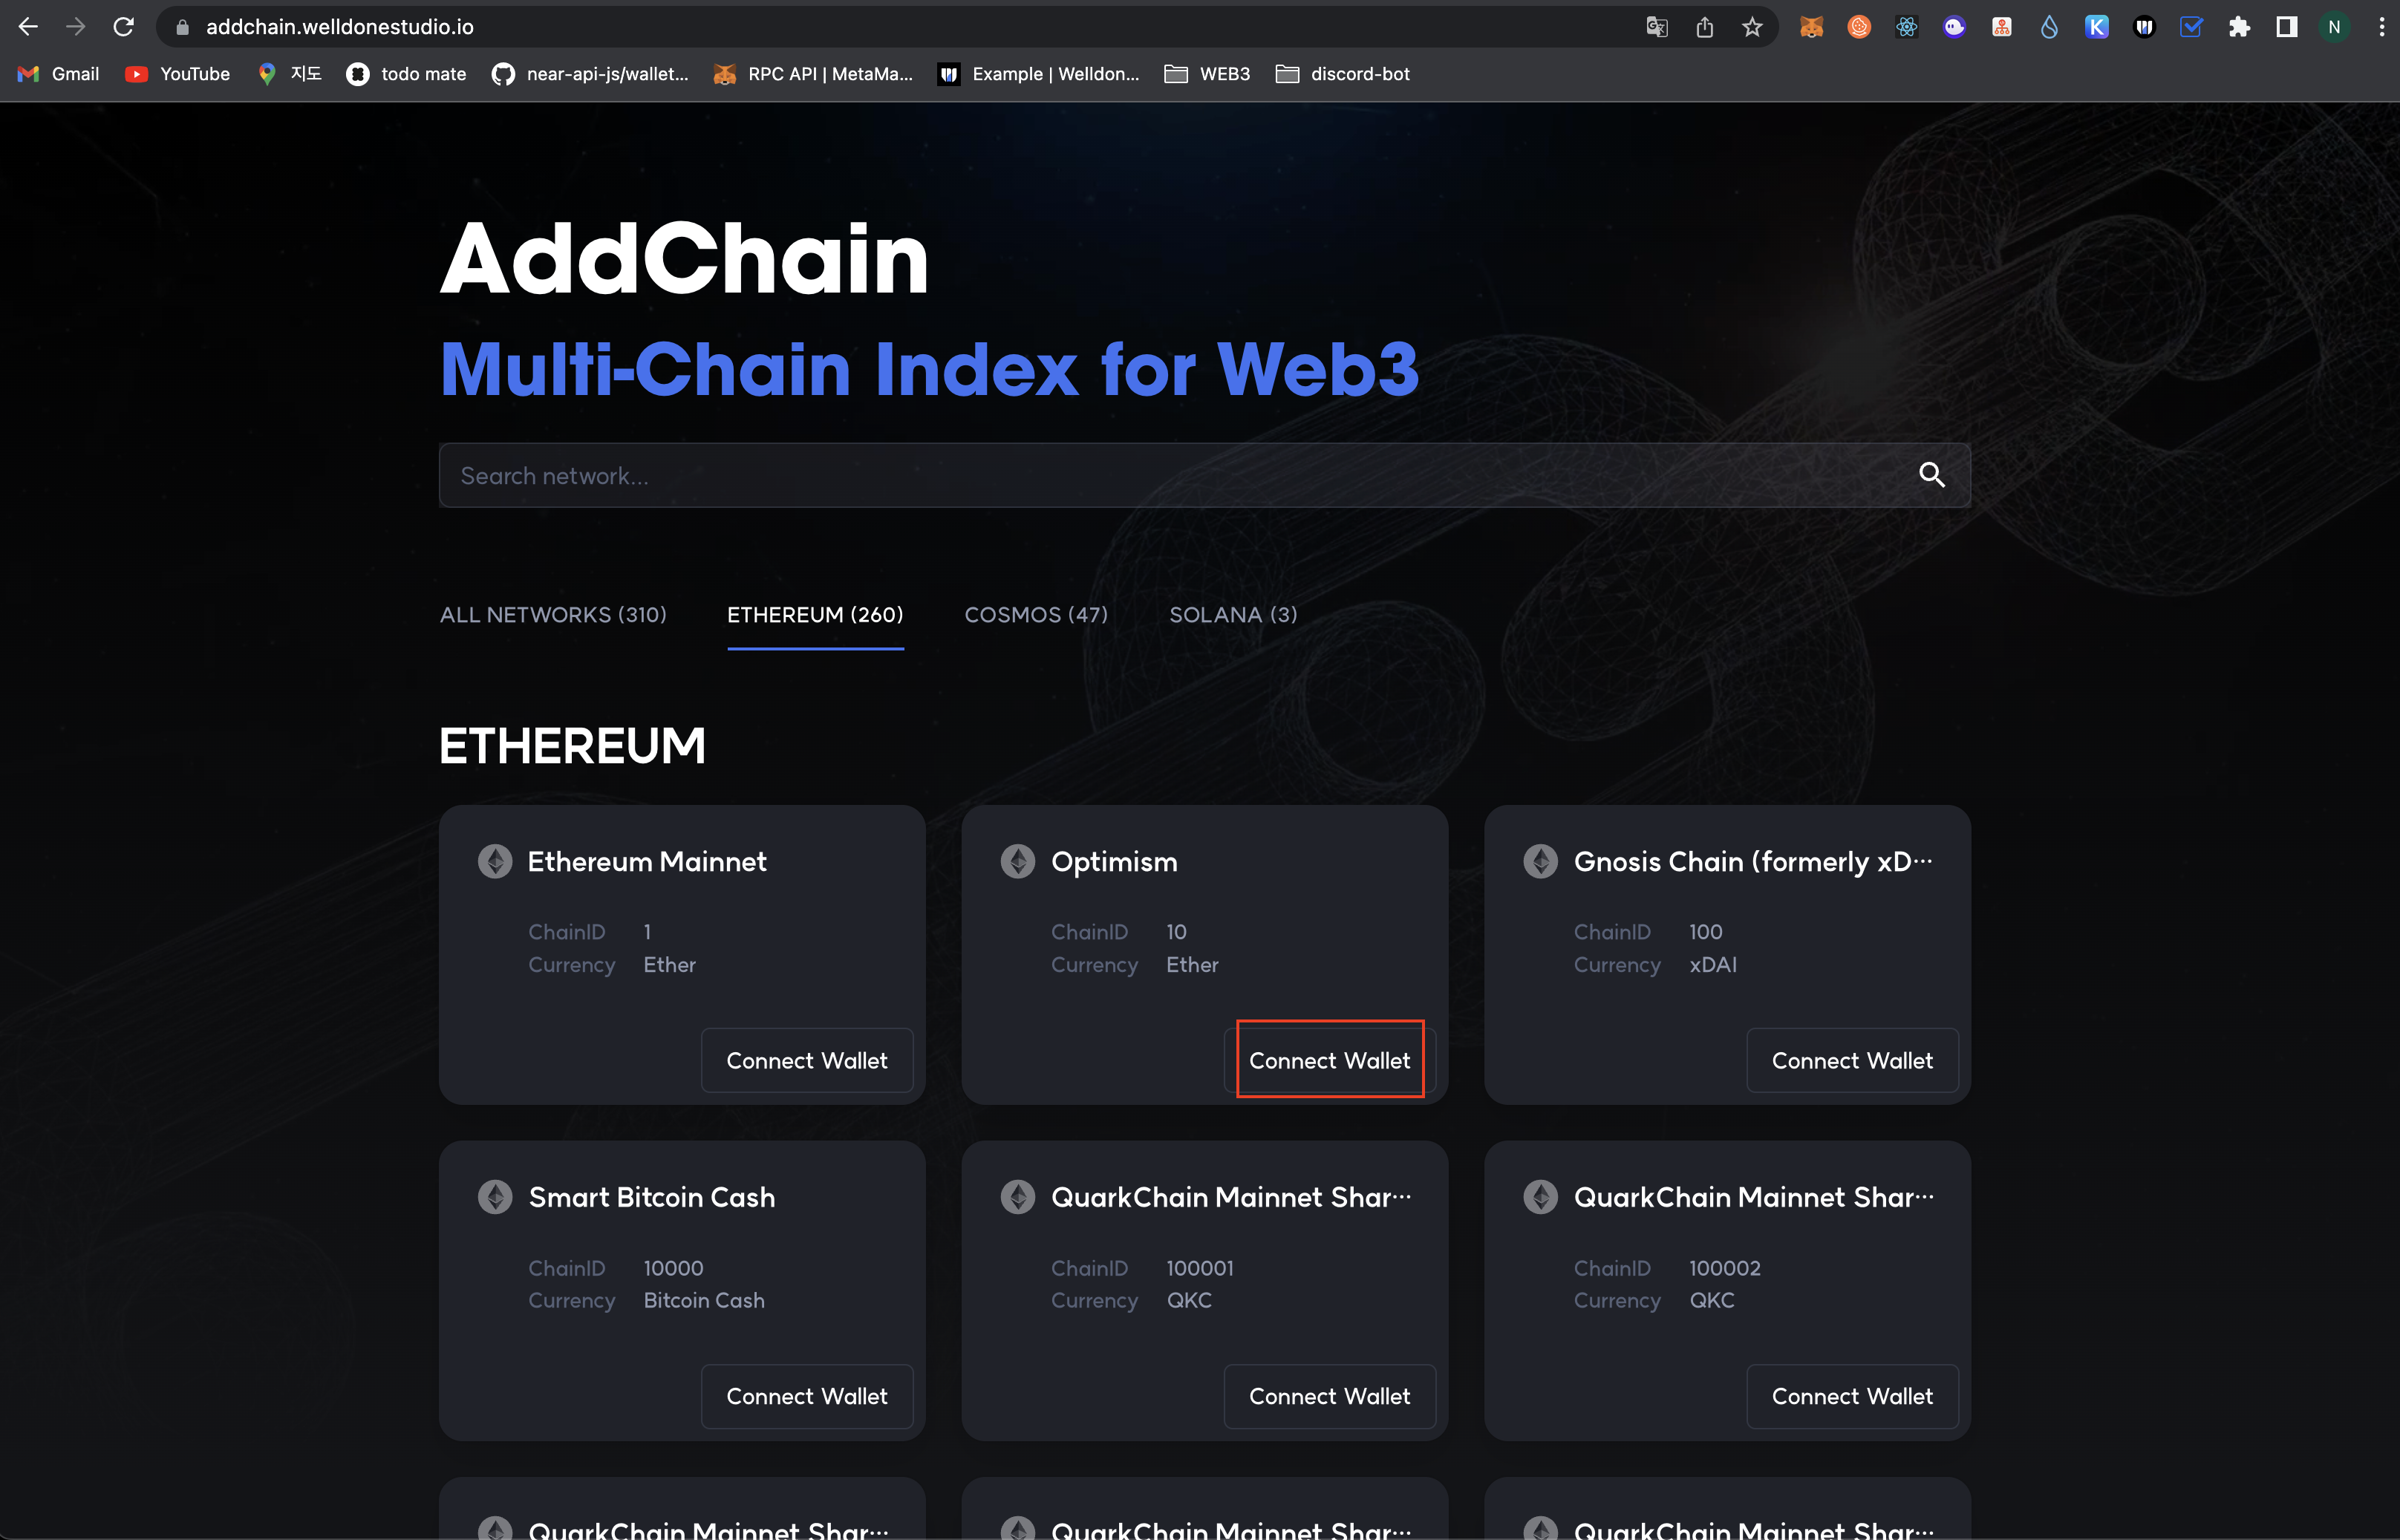 addchain.welldonestudio.io
N
Gmail YouTube 지도 todo mate near-api-js/wallet... RPC API | MetaMa... Example | Welldon... WEB3 discord-bot
AddChain
Multi-Chain Index for Web3
Search network...
ALL NETWORKS (310) ETHEREUM (260) COSMOS (47) SOLANA (3)
ETHEREUM
Ethereum Mainnet
ChainID 1
Currency Ether
Connect Wallet
Optimism
ChainID 10
Currency Ether
Connect Wallet
Gnosis Chain (formerly xD···
ChainID 100
Currency xDAI
Connect Wallet
Smart Bitcoin Cash
ChainID 10000
Currency Bitcoin Cash
Connect Wallet
QuarkChain Mainnet Shar···
ChainID 100001
Currency QKC
Connect Wallet
QuarkChain Mainnet Shar···
ChainID 100002
Currency QKC
Connect Wallet
QuarkChain Mainnet Shar···
QuarkChain Mainnet Shar···
QuarkChain Mainnet Shar···